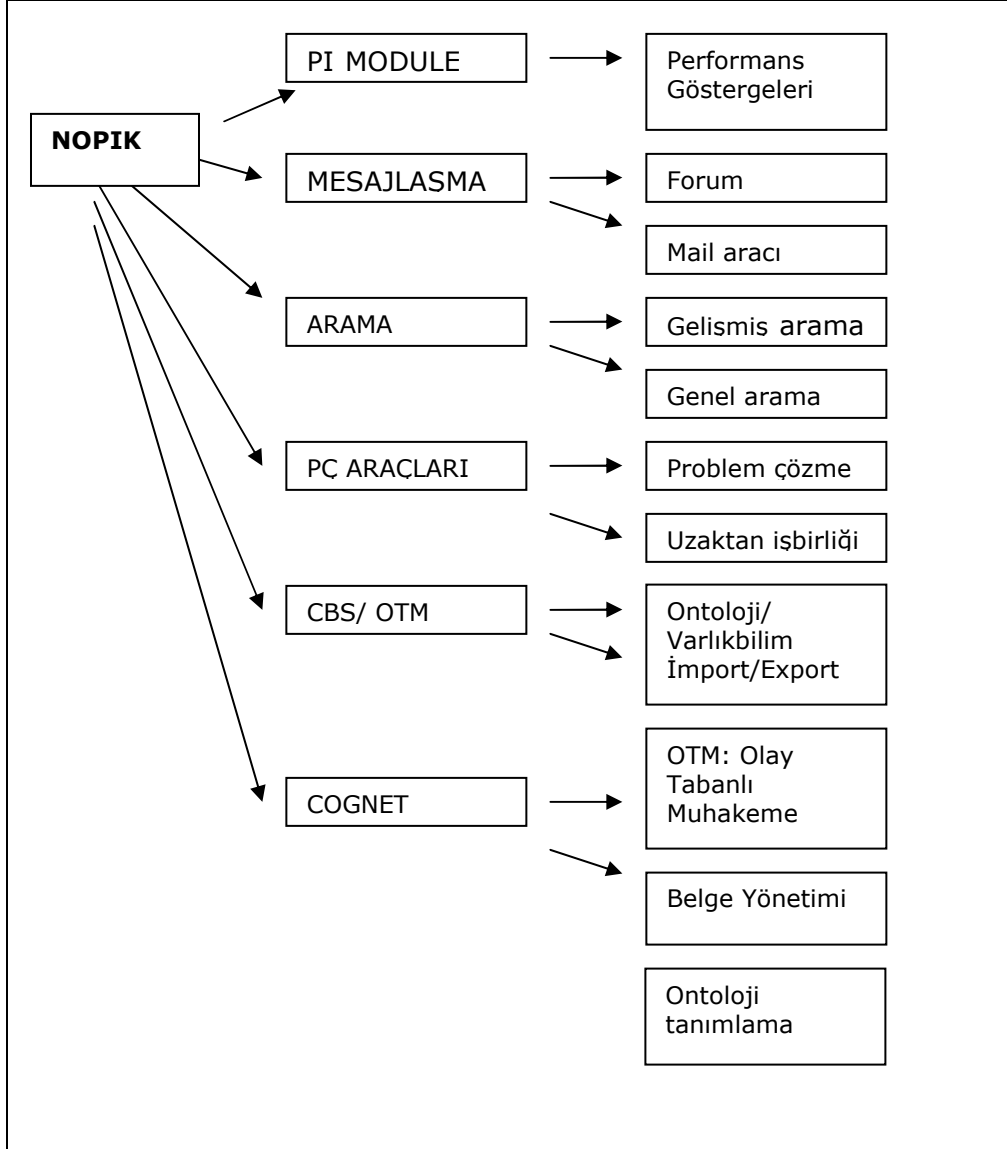 PI MODULE
Performans
Göstergeleri
NOPIK
MESAJLASMA
Forum
Mail aracı
ARAMA
Gelismis arama
Genel arama
PÇ ARAÇLARI
Problem çözme
Uzaktan işbirliği
CBS/ OTM
Ontoloji/
Varlıkbilim
İmport/Export
COGNET
OTM: Olay
Tabanlı
Muhakeme
Belge Yönetimi
Ontoloji
tanımlama